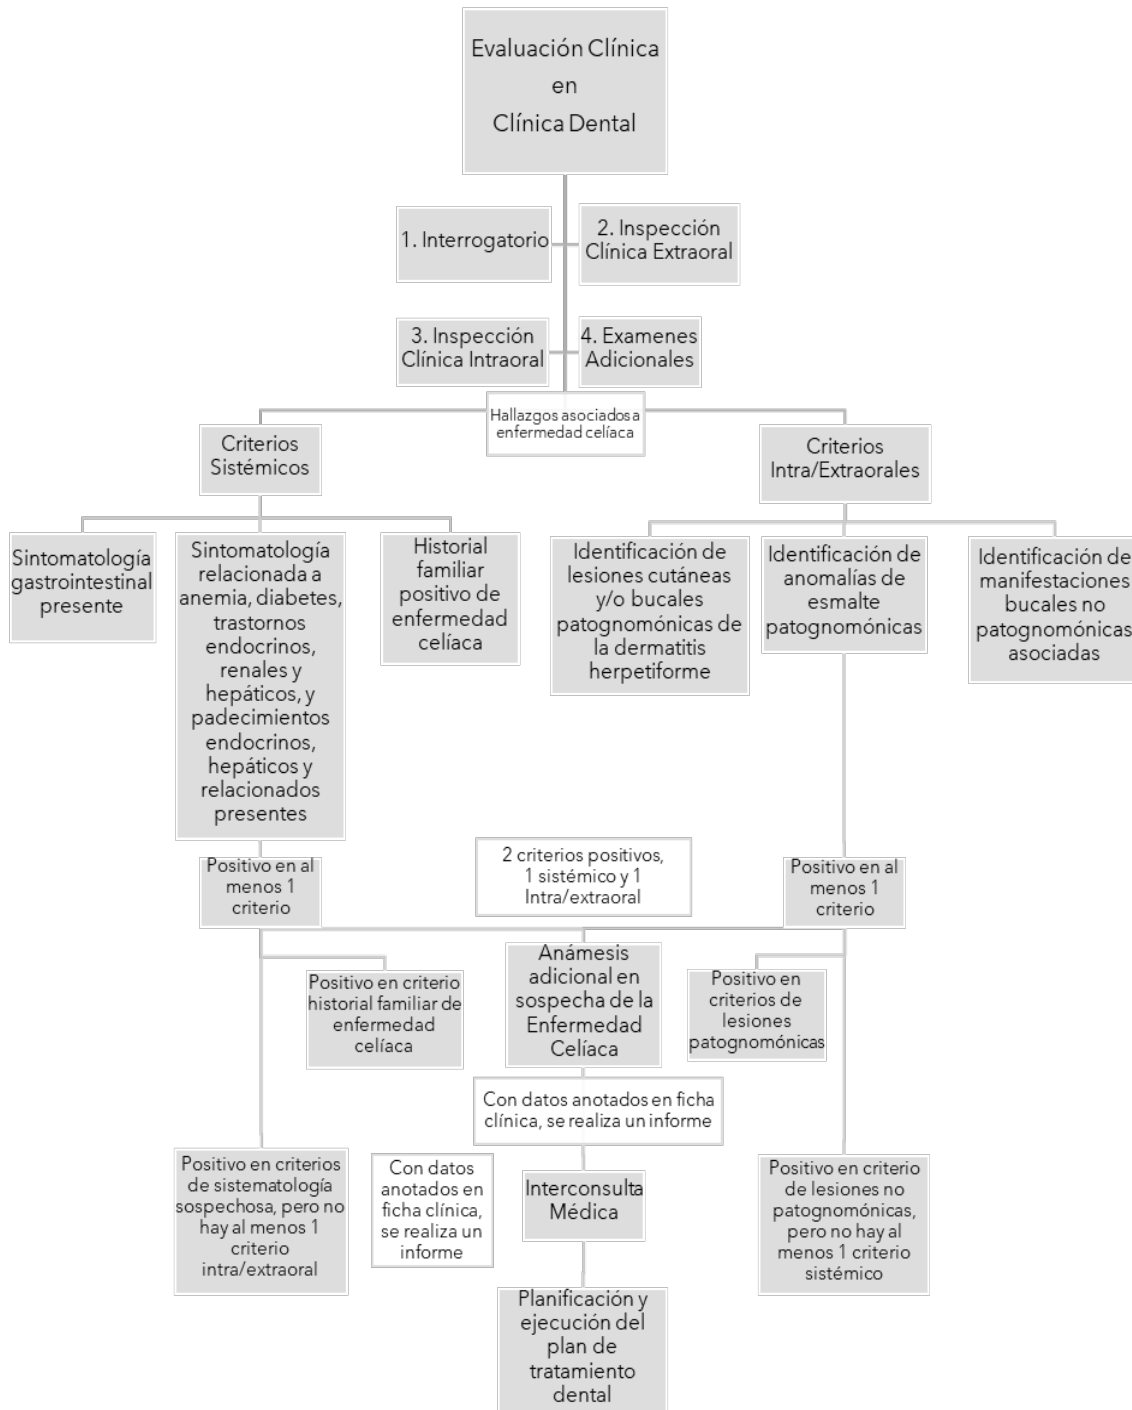 Evaluación Clínica
en
Clínica Dental
1. Interrogatorio
2. Inspección
Clínica Extraoral
3. Inspección
Clínica Intraoral
4. Examenes
Adicionales
Hallazgos asociados a
enfermedad celíaca
Criterios
Sistémicos
Criterios
Intra/Extraorales
Sintomatología
gastrointestinal
presente
Sintomatología
relacionada a
anemia, diabetes,
trastornos
endocrinos,
renales y
hepáticos, y
padecimientos
endocrinos,
hepáticos y
relacionados
presentes
Historial
familiar
positivo de
enfermedad
celíaca
Identificación de
lesiones cutáneas
y/o bucales
patognomónicas de
la dermatitis
herpetiforme
Identificación de
anomalías de
esmalte
patognomónicas
Identificación de
manifestaciones
bucales no
patognomónicas
asociadas
Positivo en al
menos 1
criterio
2 criterios positivos,
1 sistémico y 1
Intra/extraoral
Positivo en al
menos 1
criterio
Positivo en criterio
historial familiar de
enfermedad
celíaca
Anámesis
adicional en
sospecha de la
Enfermedad
Celíaca
Positivo en
criterios de
lesiones
patognomónicas
Con datos anotados en ficha
clínica, se realiza un informe
Positivo en criterios
de sistematología
sospechosa, pero no
hay al menos 1
criterio
intra/extraoral
Con datos
anotados en
ficha clínica,
se realiza un
informe
Interconsulta
Médica
Positivo en criterio
de lesiones no
patognomónicas,
pero no hay al
menos 1 criterio
sistémico
Planificación y
ejecución del
plan de
tratamiento
dental